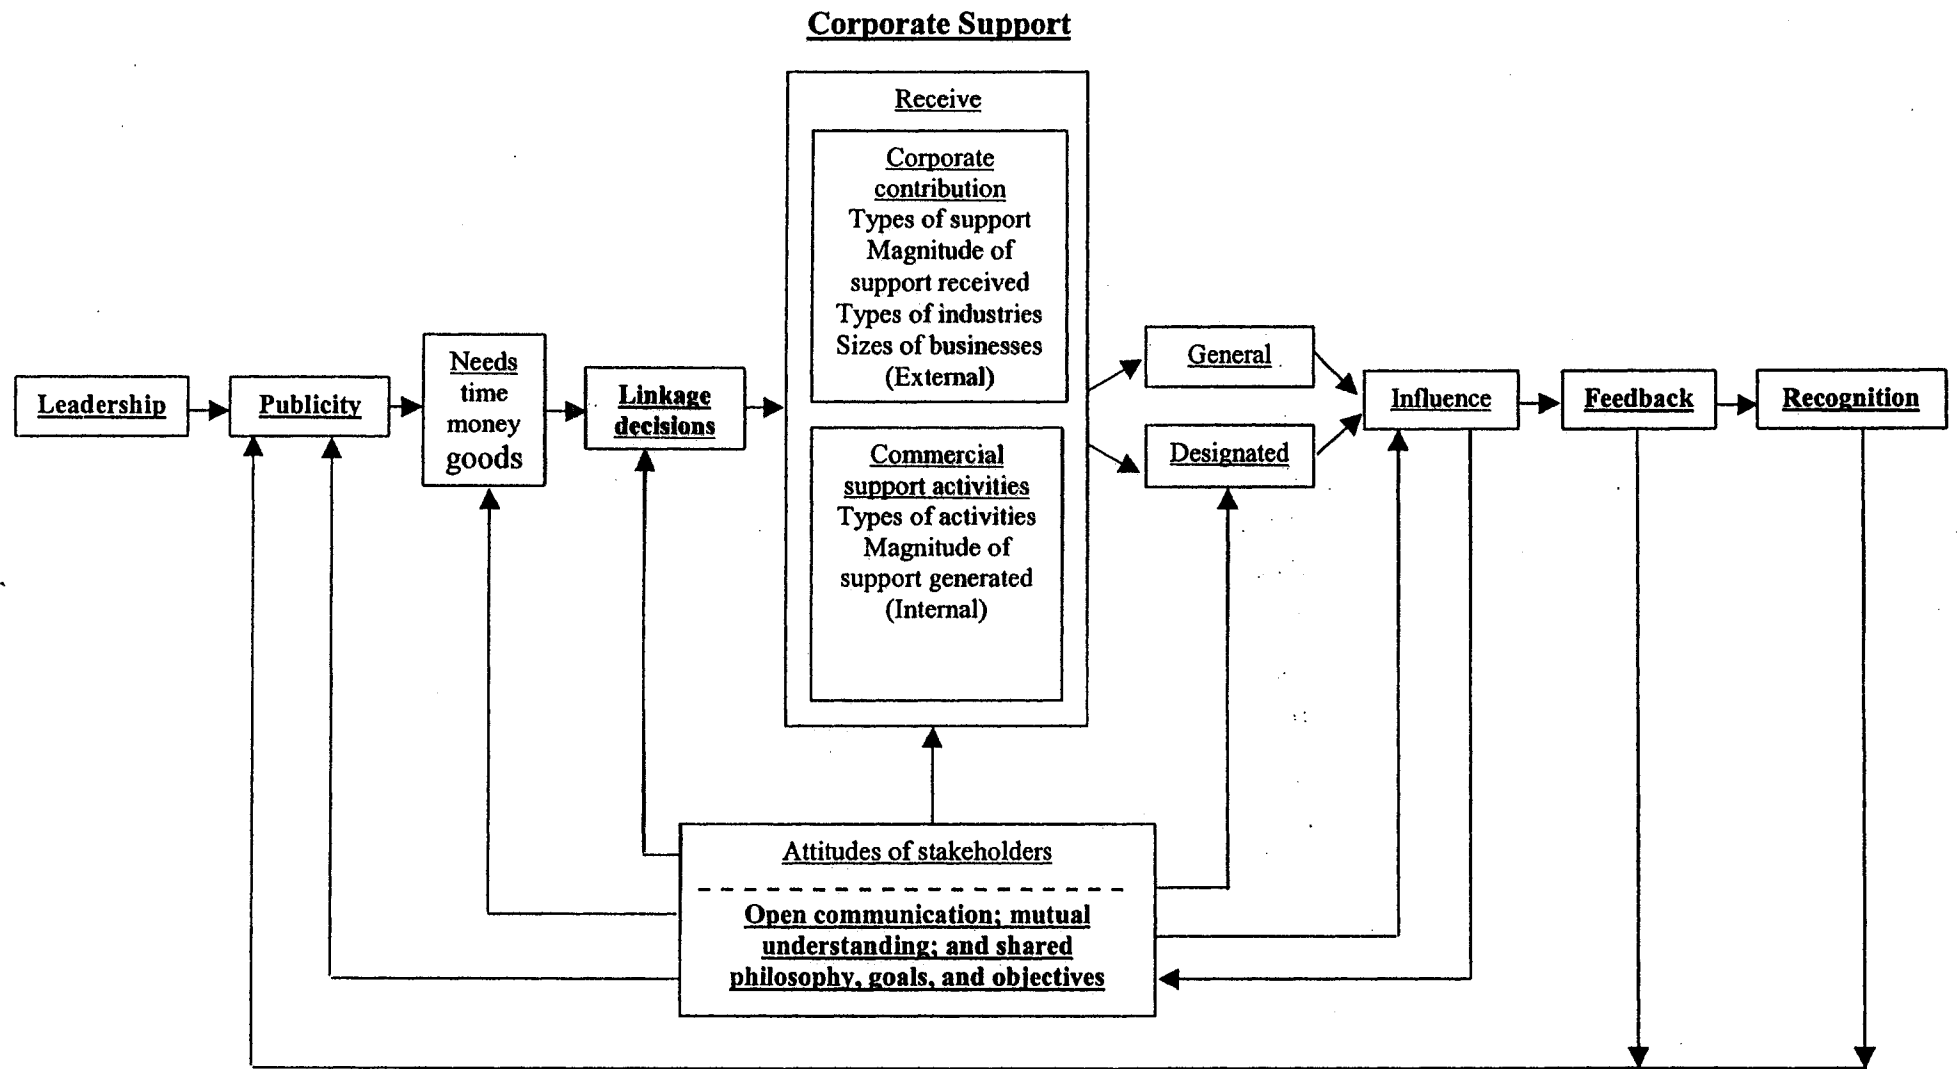 Corporate Support
Receive
Corporate
contribution
Types of support
Magnitude of
support received
Types of industries
Sizes of businesses
(External)
Commercial
support activities
Types of activities
Magnitude of
support generated
(Internal)
Leadership
Publicity
Needs
time
money
goods
Linkage
decisions
General
Designated
Influence
Feedback
Recognition
Attitudes of stakeholders
Open communication; mutual
understanding; and shared
philosophy, goals, and objectives